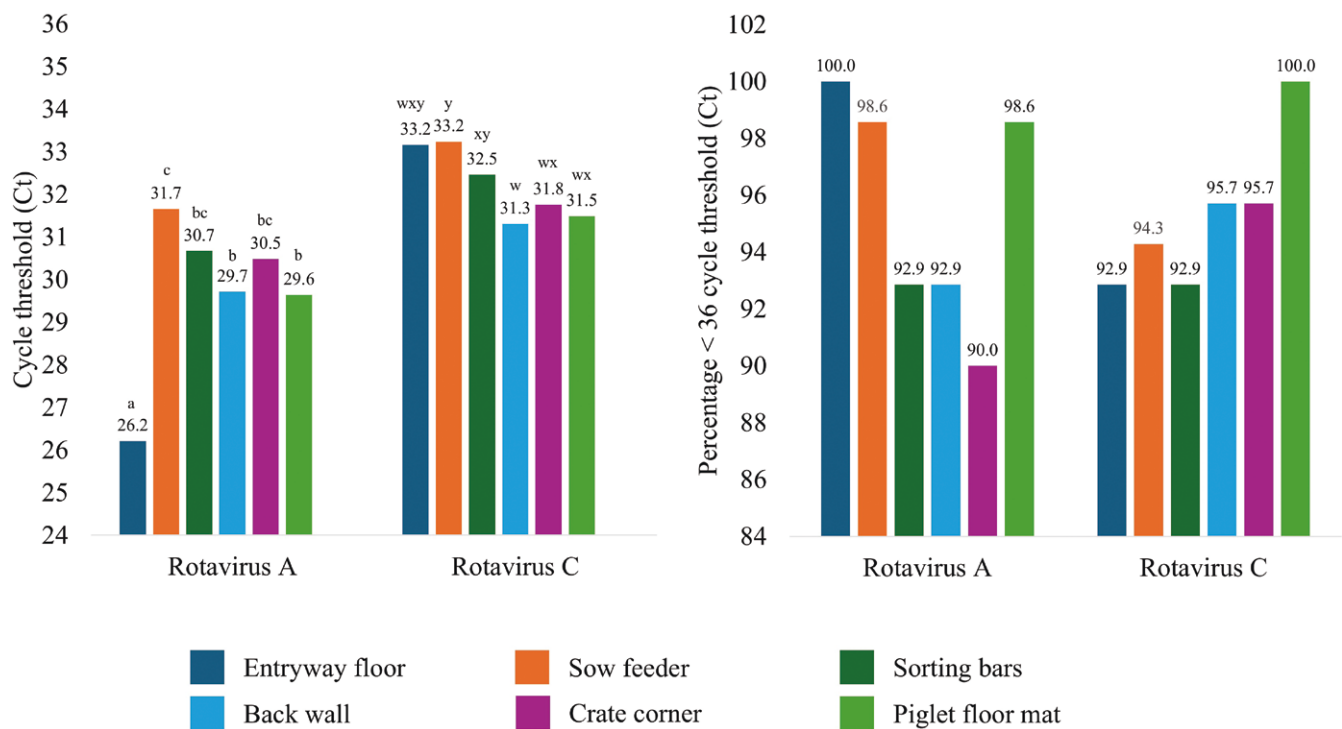 36
35
34
33
32
31
30
29
28
27
26
25
24
Cycle threshold (Ct)
a
26.2
c
31.7
bc
30.7
b
29.7
bc
30.5
b
29.6
wxy
33.2
y
33.2
xy
32.5
w
31.3
wx
31.8
wx
31.5
Rotavirus A
Rotavirus C
102
100
98
96
94
92
90
88
86
84
Percentage < 36 cycle threshold (Ct)
100.0
98.6
92.9
92.9
90.0
98.6
92.9
94.3
92.9
95.7
95.7
100.0
Rotavirus A
Rotavirus C
Entryway floor
Sow feeder
Sorting bars
Back wall
Crate corner
Piglet floor mat